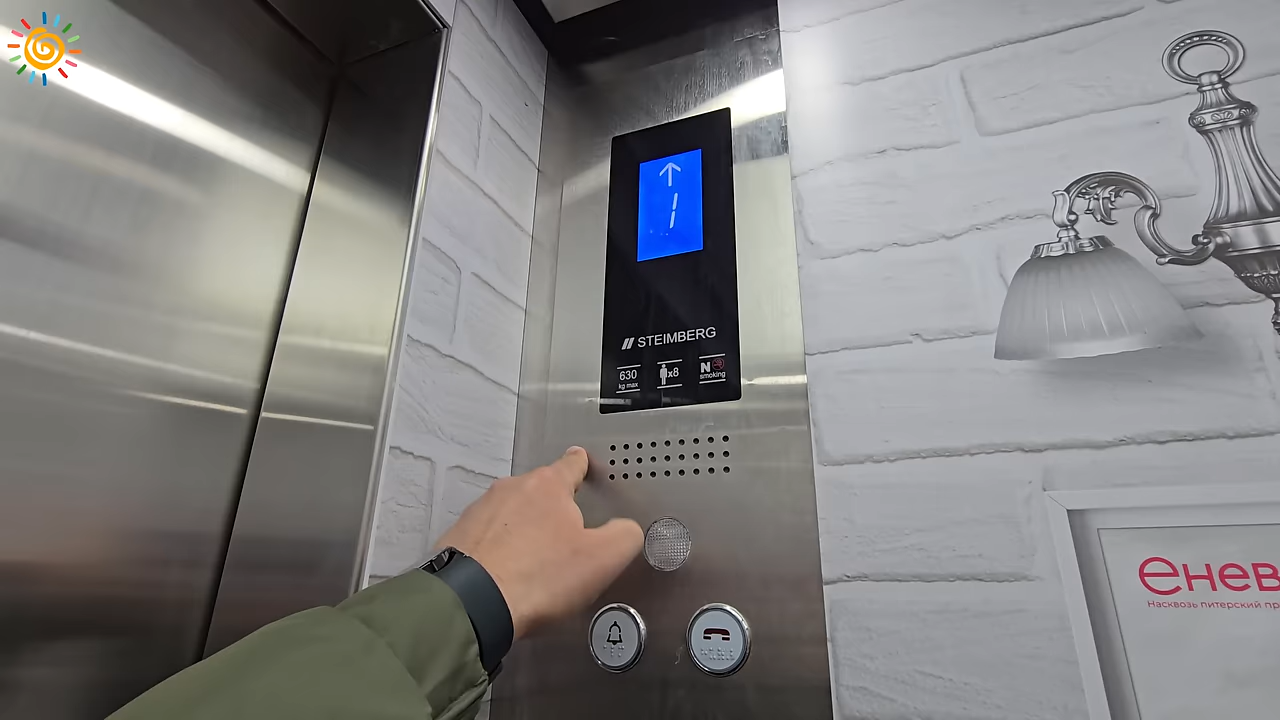 1
STEIMBERG
630
kg max
x8
N
smoking
енев
Насквозь питерский пр